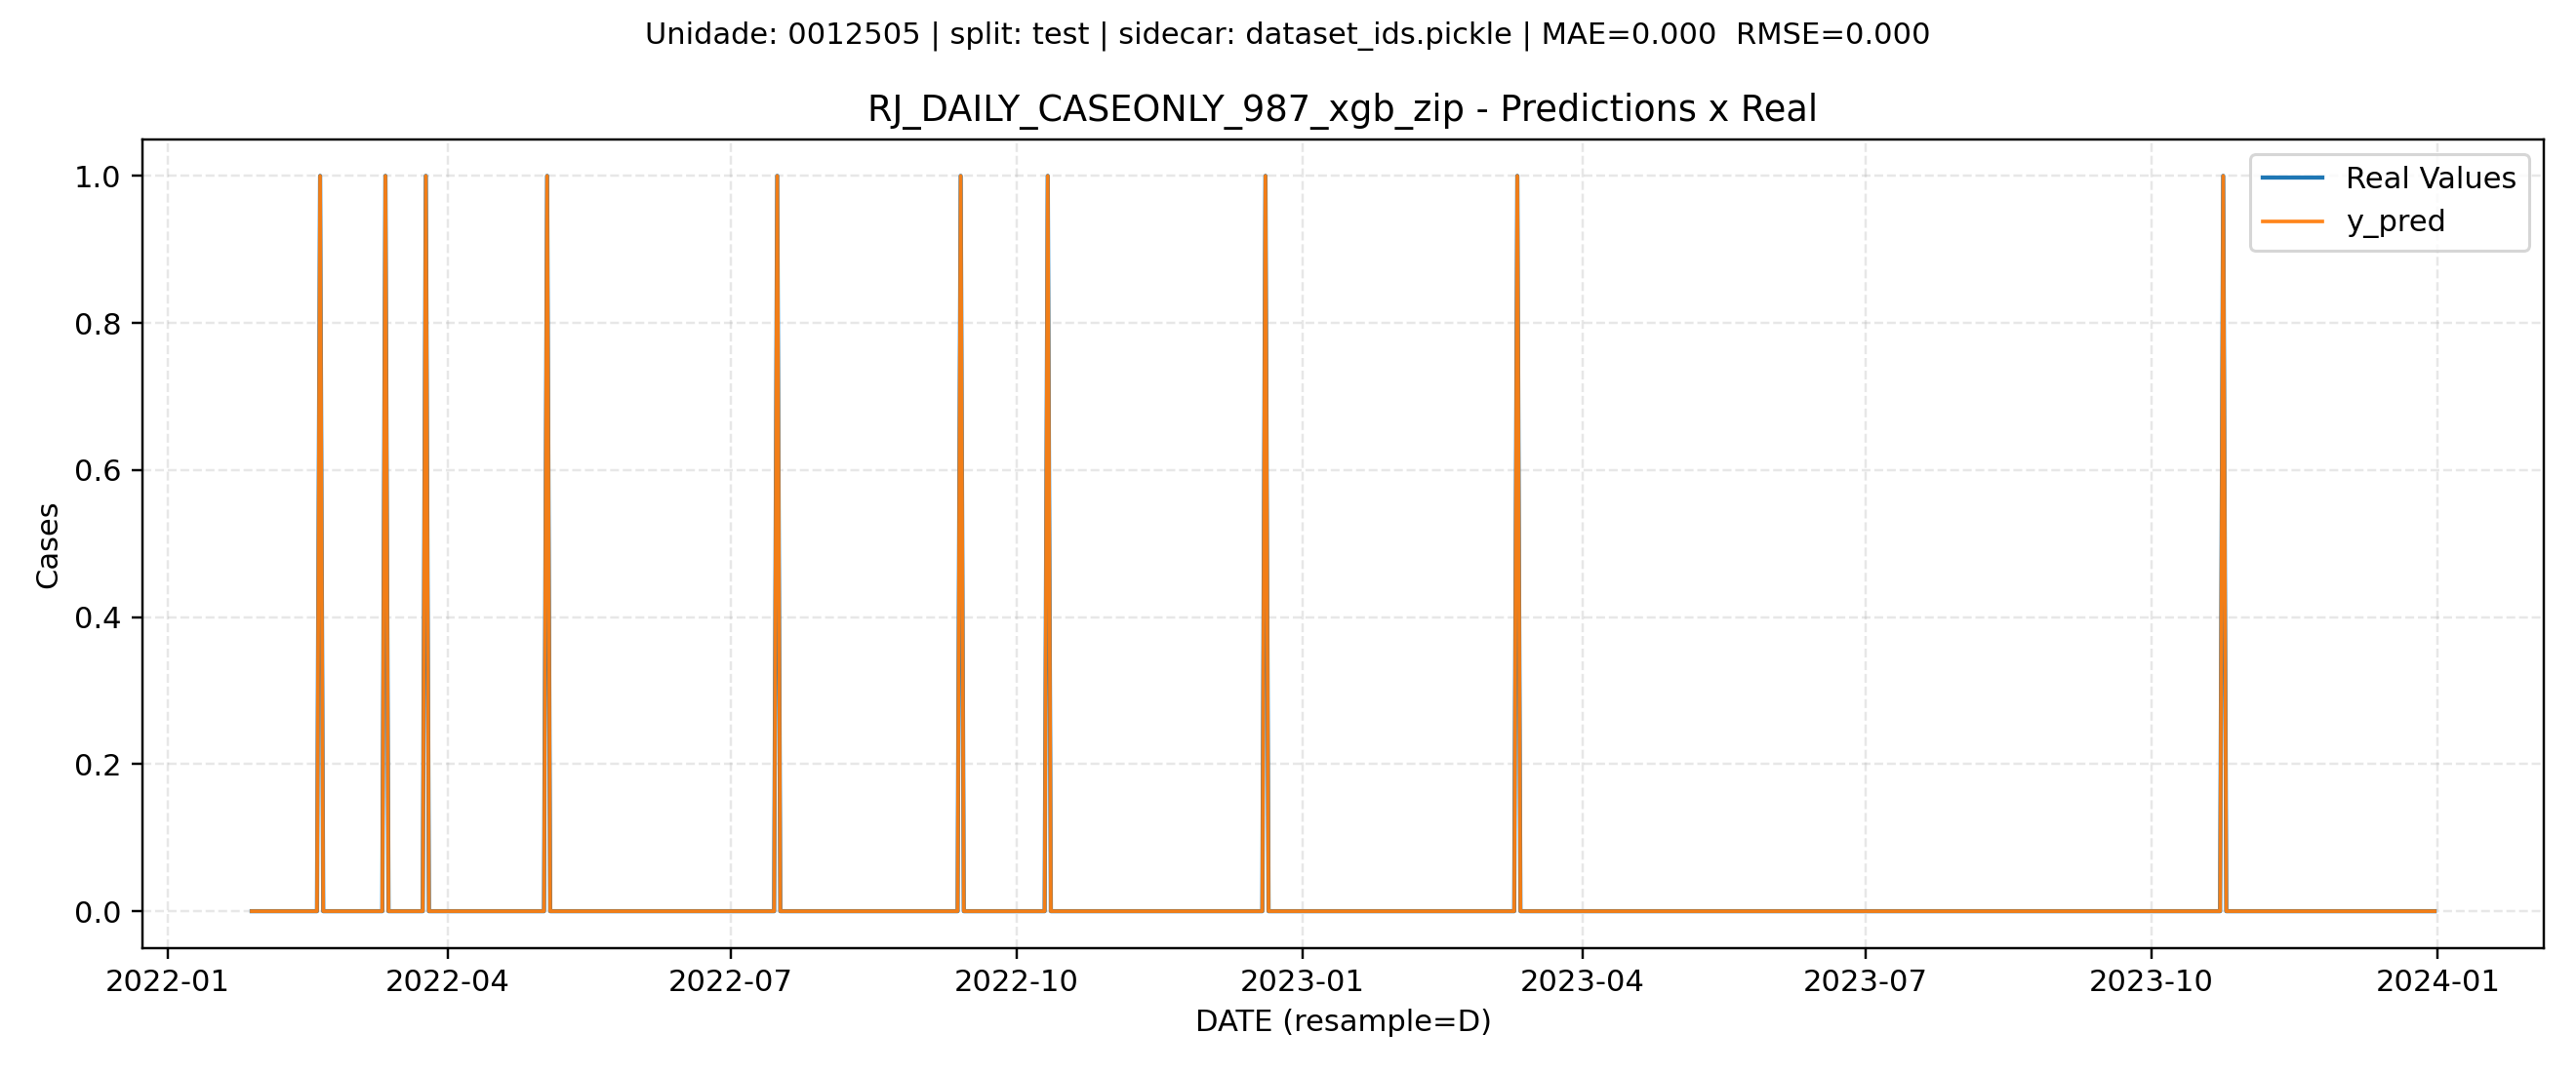 Unidade: 0012505 | split: test | sidecar: dataset_ids.pickle | MAE=0.000  RMSE=0.000
RJ_DAILY_CASEONLY_987_xgb_zip - Predictions x Real
Real Values
y_pred
1.0
0.8
0.6
0.4
0.2
0.0
Cases
2022-01
2022-04
2022-07
2022-10
2023-01
2023-04
2023-07
2023-10
2024-01
DATE (resample=D)